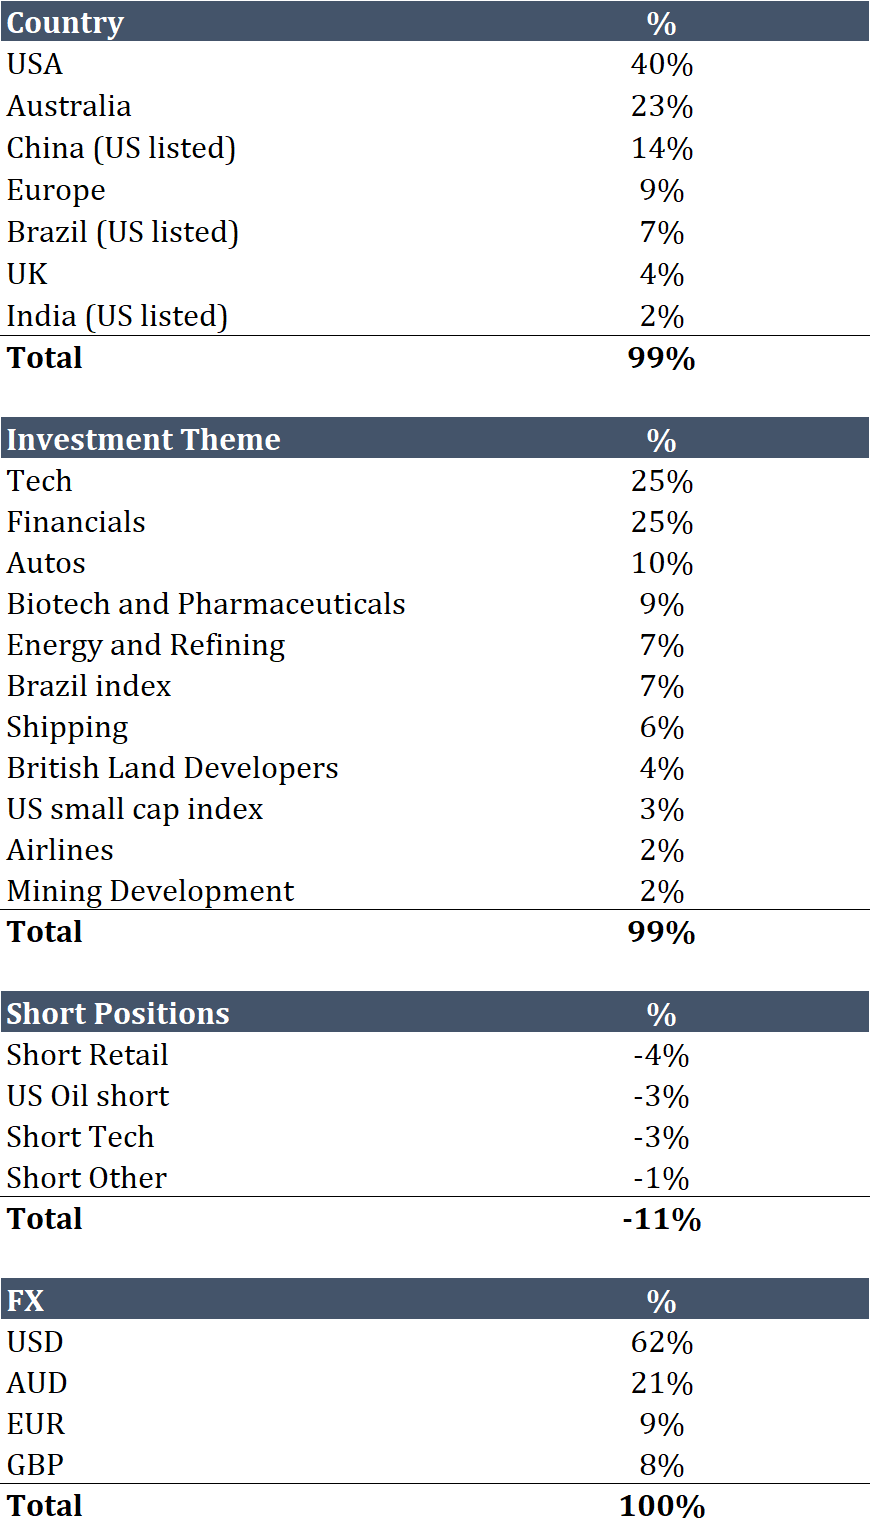 Country %
USA 40%
Australia 23%
China (US listed) 14%
Europe 9%
Brazil (US listed) 7%
UK 4%
India (US listed) 2%
Total 99%
Investment Theme %
Tech 25%
Financials 25%
Autos 10%
Biotech and Pharmaceuticals 9%
Energy and Refining 7%
Brazil index 7%
Shipping 6%
British Land Developers 4%
US small cap index 3%
Airlines 2%
Mining Development 2%
Total 99%
Short Positions %
Short Retail -4%
US Oil short -3%
Short Tech -3%
Short Other -1%
Total -11%
FX %
USD 62%
AUD 21%
EUR 9%
GBP 8%
Total 100%